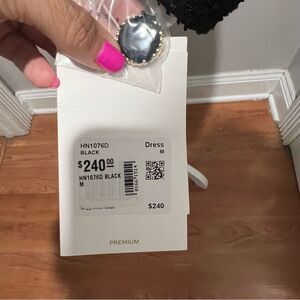 HN1076D
BLACK
Dress
M
$240.00
HN1076D BLACK
M
$240
PREMIUM